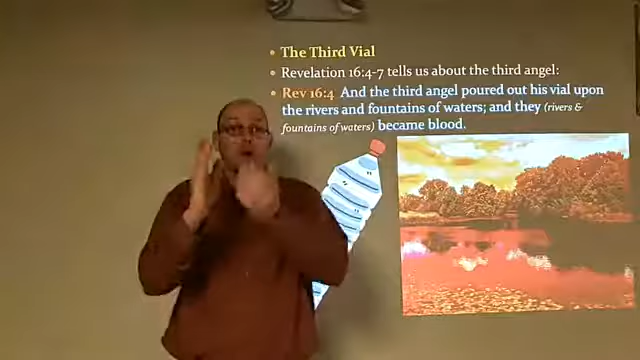 The Third Vial
Revelation 16:4-7 tells us about the third angel:
Rev 16:4 And the third angel poured out his vial upon
the rivers and fountains of waters; and they (rivers &
fountains of waters) became blood.